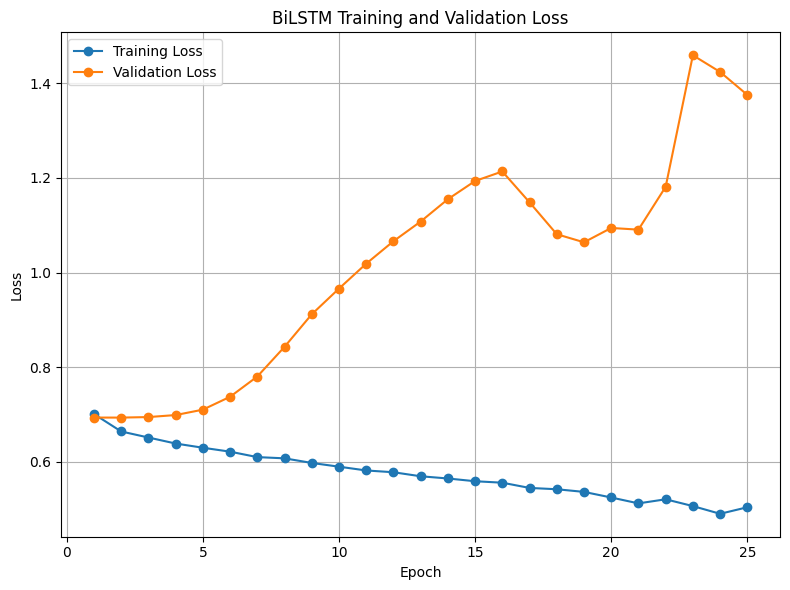 BiLSTM Training and Validation Loss
Training Loss
Validation Loss
1.4
1.2
1.0
0.8
0.6
Loss
0 5 10 15 20 25
Epoch